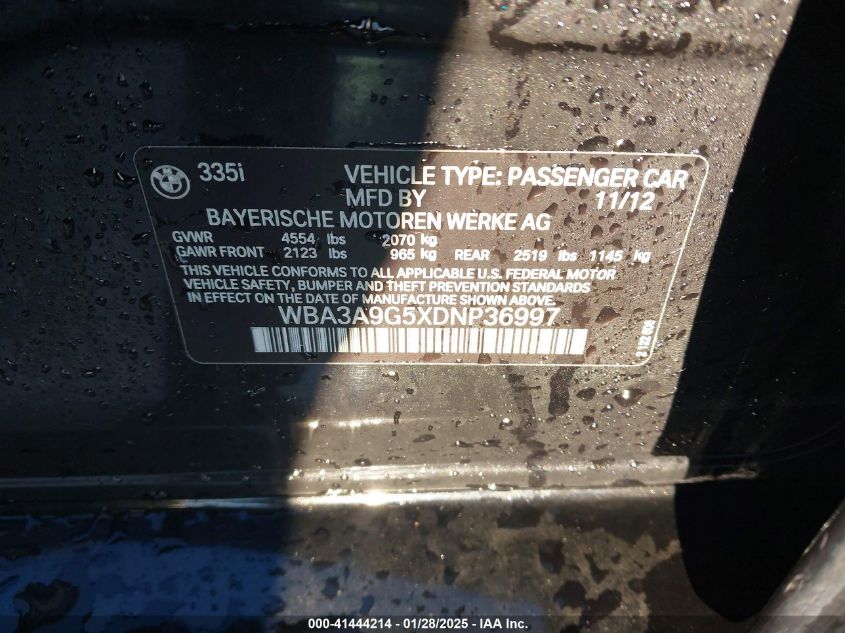 335i VEHICLE TYPE: PASSENGER CAR
MFD BY 11/12
BAYERISCHE MOTOREN WERKE AG
GVWR 4554 lbs 2070 kg
GAWR FRONT 2123 lbs 965 kg REAR 2519 lbs 1145 kg
THIS VEHICLE CONFORMS TO ALL APPLICABLE U.S. FEDERAL MOTOR
VEHICLE SAFETY, BUMPER AND THEFT PREVENTION STANDARDS
IN EFFECT ON THE DATE OF MANUFACTURE SHOWN ABOVE.
WBA3A9G5XDNP36997
000-41444214 - 01/28/2025 - IAA Inc.